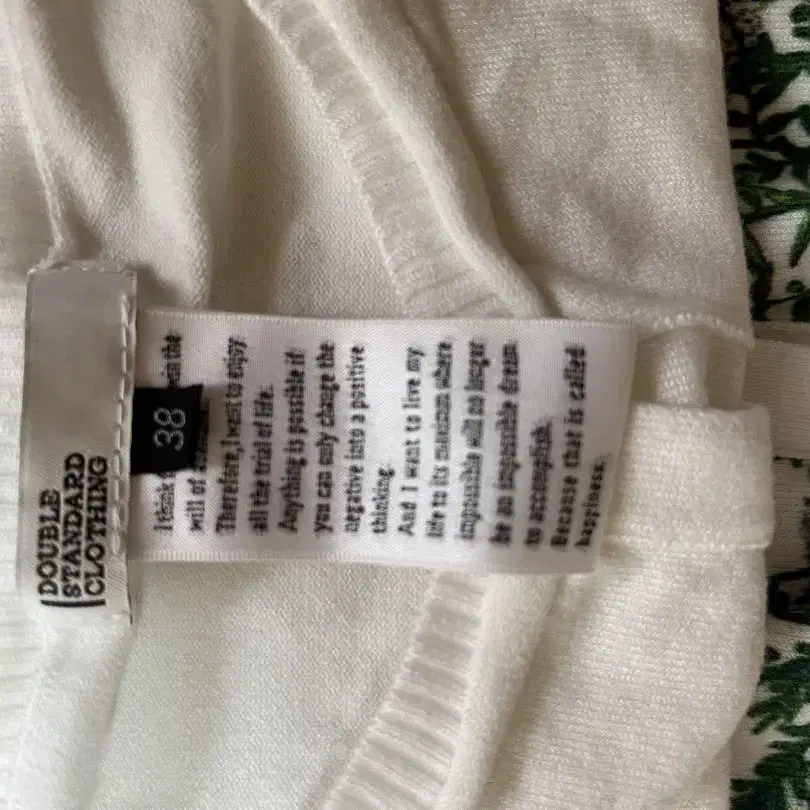 DOUBLE
STANDARD
CLOTHING
38
I think the
will of
Therefore, I want to enjoy
all the trial of life.
Anything is possible if
you can only change the
negative into a positive
thinking.
And I want to live my
life to its maximum where
impossible will no longer
be an impossible dream
to accomplish.
Because that is called
happiness.